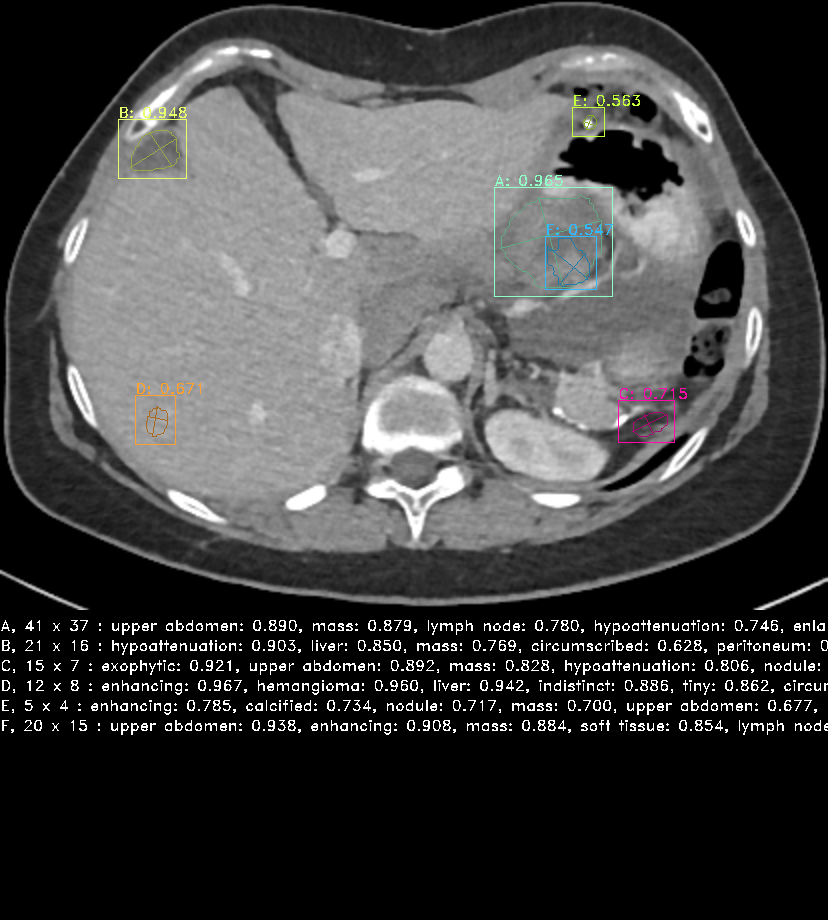 E: 0.563
B: 0.948
A: 0.965
F: 0.547
D: 0.671
C: 0.715
A, 41 x 37 : upper abdomen: 0.890, mass: 0.879, lymph node: 0.780, hypoattenuation: 0.746, enla
B, 21 x 16 : hypoattenuation: 0.903, liver: 0.850, mass: 0.769, circumscribed: 0.628, peritoneum: 0
C, 15 x 7 : exophytic: 0.921, upper abdomen: 0.892, mass: 0.828, hypoattenuation: 0.806, nodule:
D, 12 x 8 : enhancing: 0.967, hemangioma: 0.960, liver: 0.942, indistinct: 0.886, tiny: 0.862, circum
E, 5 x 4 : enhancing: 0.785, calcified: 0.734, nodule: 0.717, mass: 0.700, upper abdomen: 0.677,
F, 20 x 15 : upper abdomen: 0.938, enhancing: 0.908, mass: 0.884, soft tissue: 0.854, lymph node